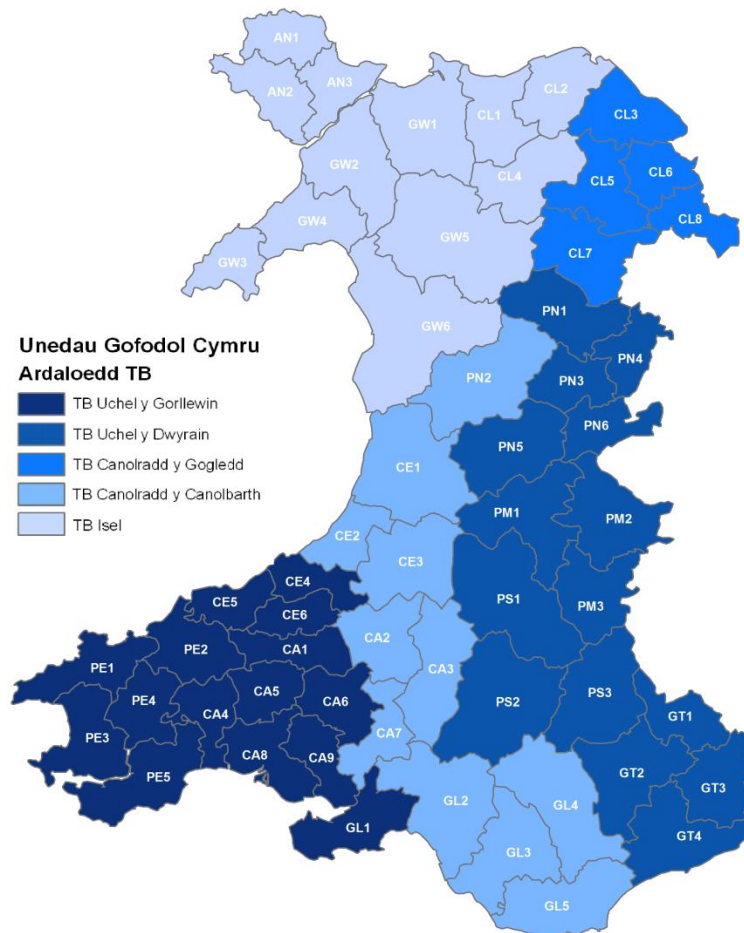 AN1
AN2
AN3
GW1
CL1
CL2
CL3
GW2
CL4
CL5
CL6
CL8
GW4
GW5
GW3
CL7
GW6
PN1
PN4
PN2
PN3
PN6
PN5
CE1
PM1
PM2
CE2
CE3
PS1
PM3
CE4
CE5
CE6
PE1
PE2
CA1
CA2
CA3
PE4
CA5
CA6
CA4
PE3
CA7
PS2
PS3
GT1
PE5
CA8
CA9
GT2
GT3
GL1
GL2
GL4
GT4
GL3
GL5
Unedau Gofodol Cymru
Ardaloedd TB
TB Uchel y Gorllewin
TB Uchel y Dwyrain
TB Canolradd y Gogledd
TB Canolradd y Canolbarth
TB Isel